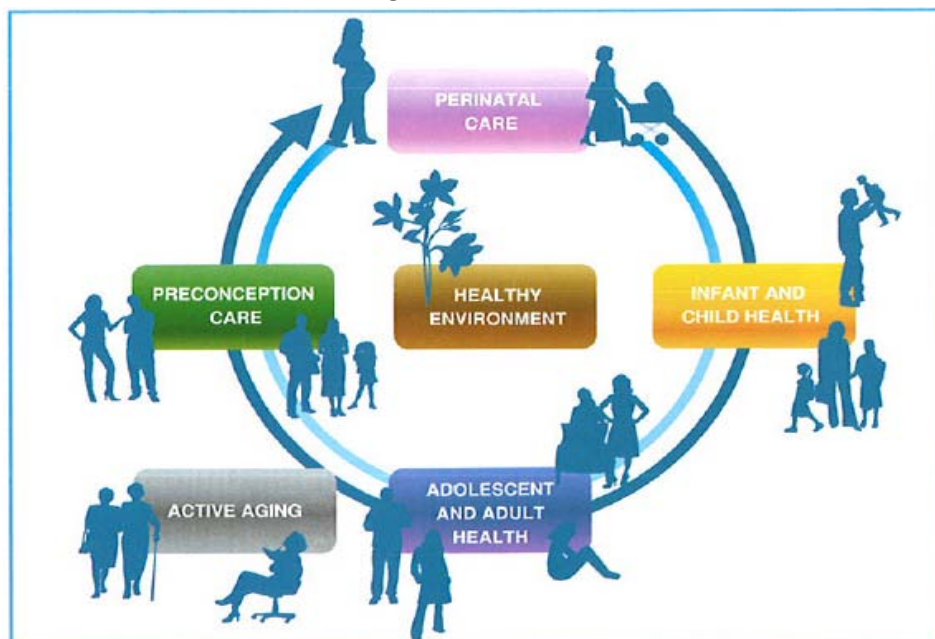 PERINATAL
CARE
PRECONCEPTION
CARE
HEALTHY
ENVIRONMENT
INFANT AND
CHILD HEALTH
ACTIVE AGING
ADOLESCENT
AND ADULT
HEALTH